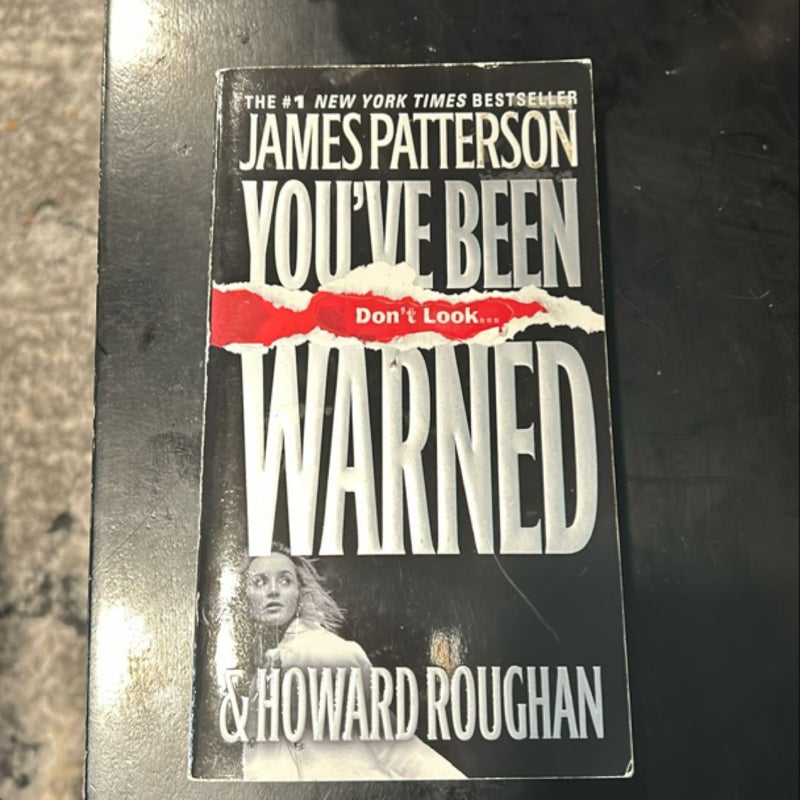 THE #1 NEW YORK TIMES BESTSELLER
JAMES PATTERSON
YOU'VE BEEN
Don't Look...
WARNED
& HOWARD ROUGHAN